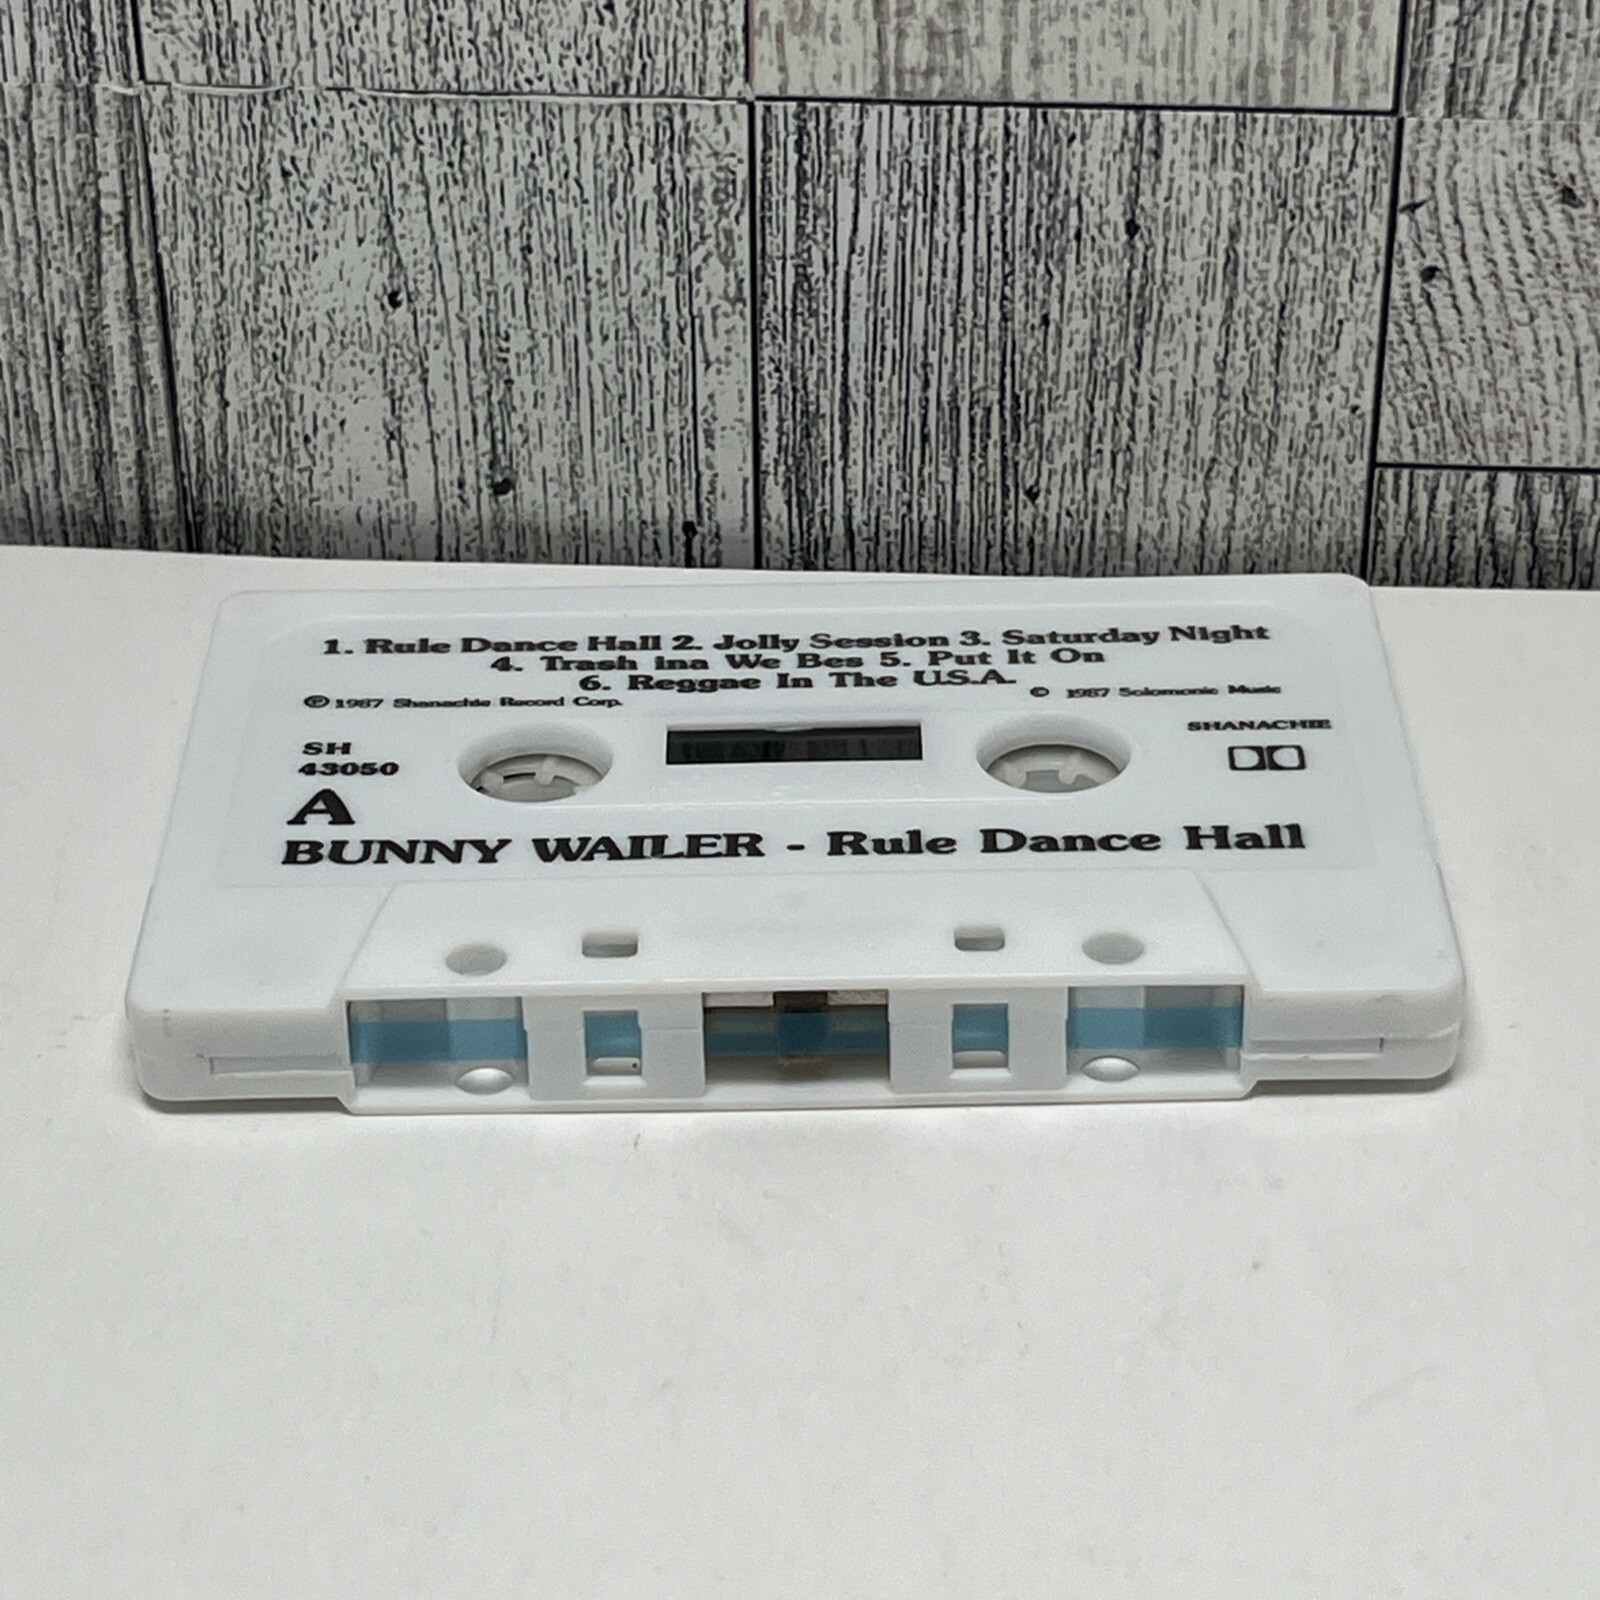 1. Rule Dance Hall 2. Jolly Session 3. Saturday Night
4. Trash ina We Bes 5. Put It On
6. Reggae In The U.S.A.
℗ 1987 Shanachie Record Corp.
© 1987 Solomonic Music
SH
43050
SHANACHIE
A
BUNNY WAILER - Rule Dance Hall